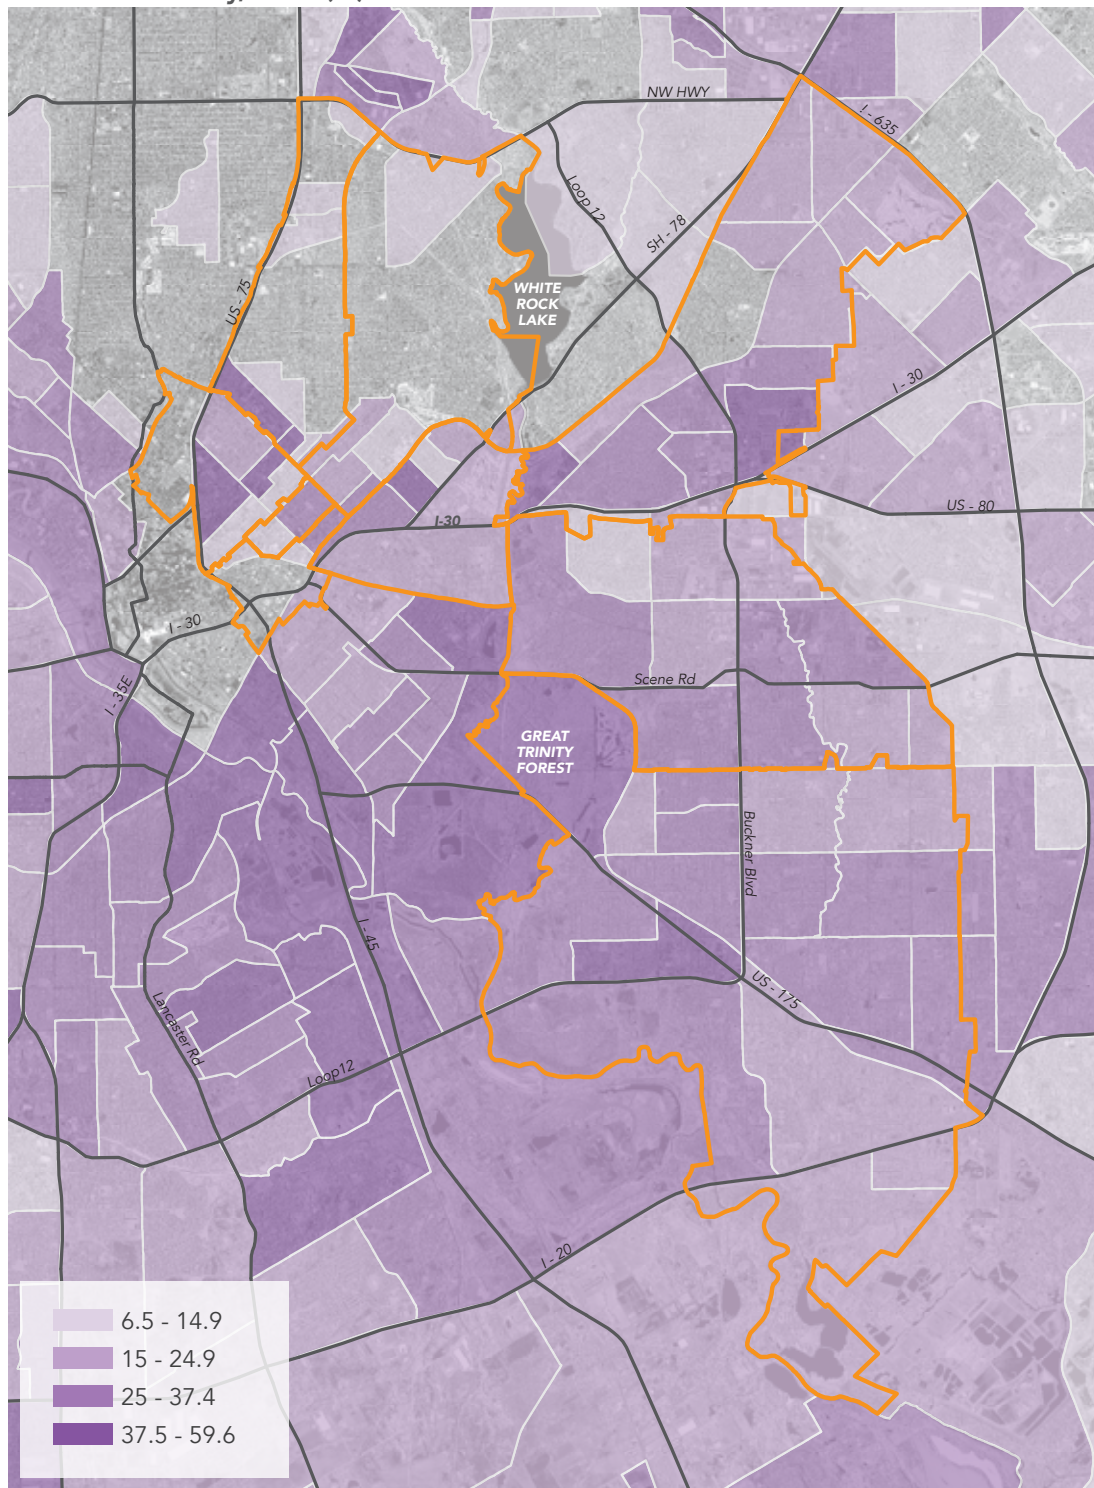 NW HWY
I - 635
Loop 12
SH - 78
US - 75
WHITE
ROCK
LAKE
I - 30
US - 80
I-30
I - 30
I - 35E
Scene Rd
GREAT
TRINITY
FOREST
Buckner Blvd
I - 45
US - 175
Lancaster Rd
Loop12
I - 20
6.5 - 14.9
15 - 24.9
25 - 37.4
37.5 - 59.6